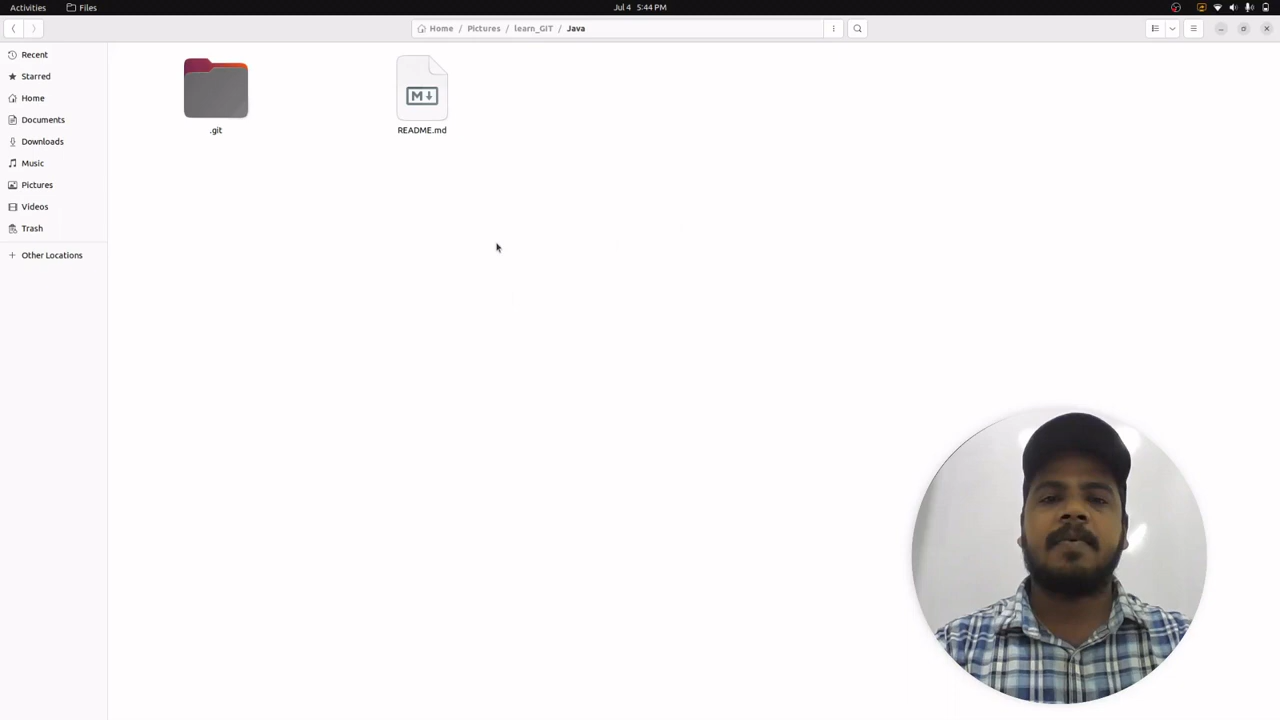 Activities Files Jul 4 5:44 PM
Home / Pictures / learn_GIT / Java
Recent
Starred
Home
Documents
Downloads
Music
Pictures
Videos
Trash
+ Other Locations
M
.git
README.md